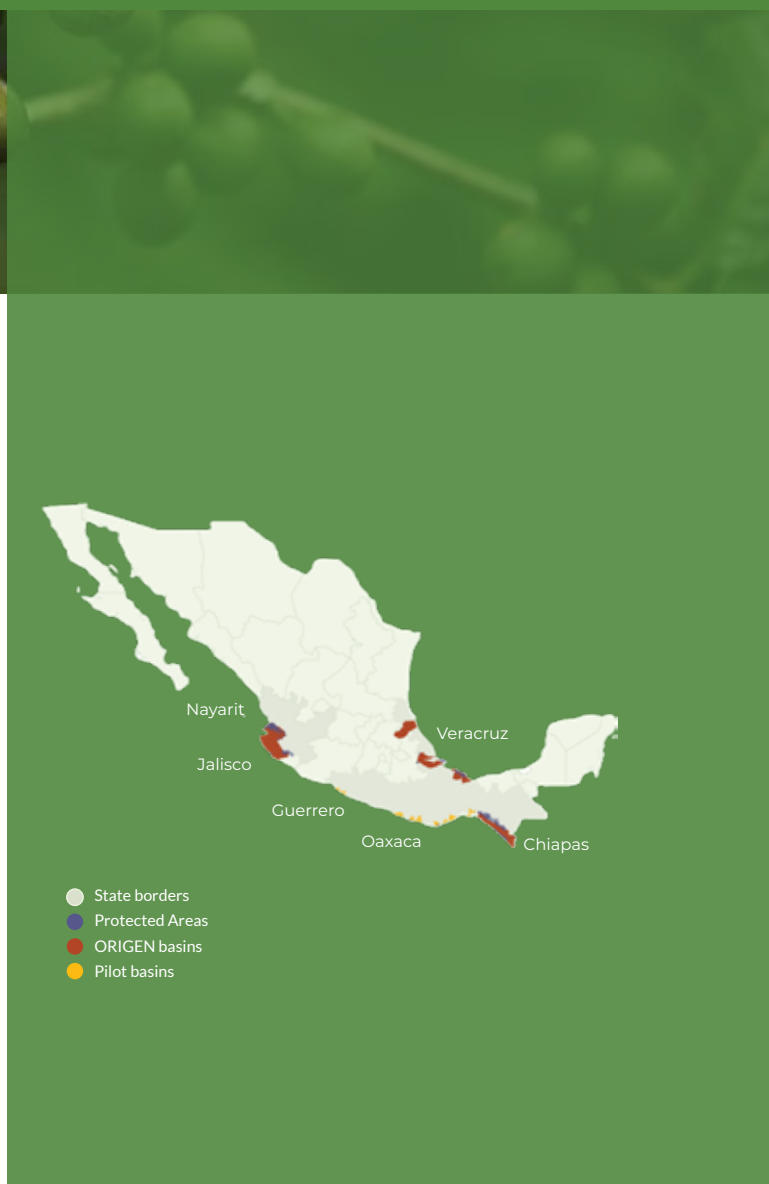 Nayarit
Veracruz
Jalisco
Guerrero
Oaxaca
Chiapas
State borders
Protected Areas
ORIGEN basins
Pilot basins